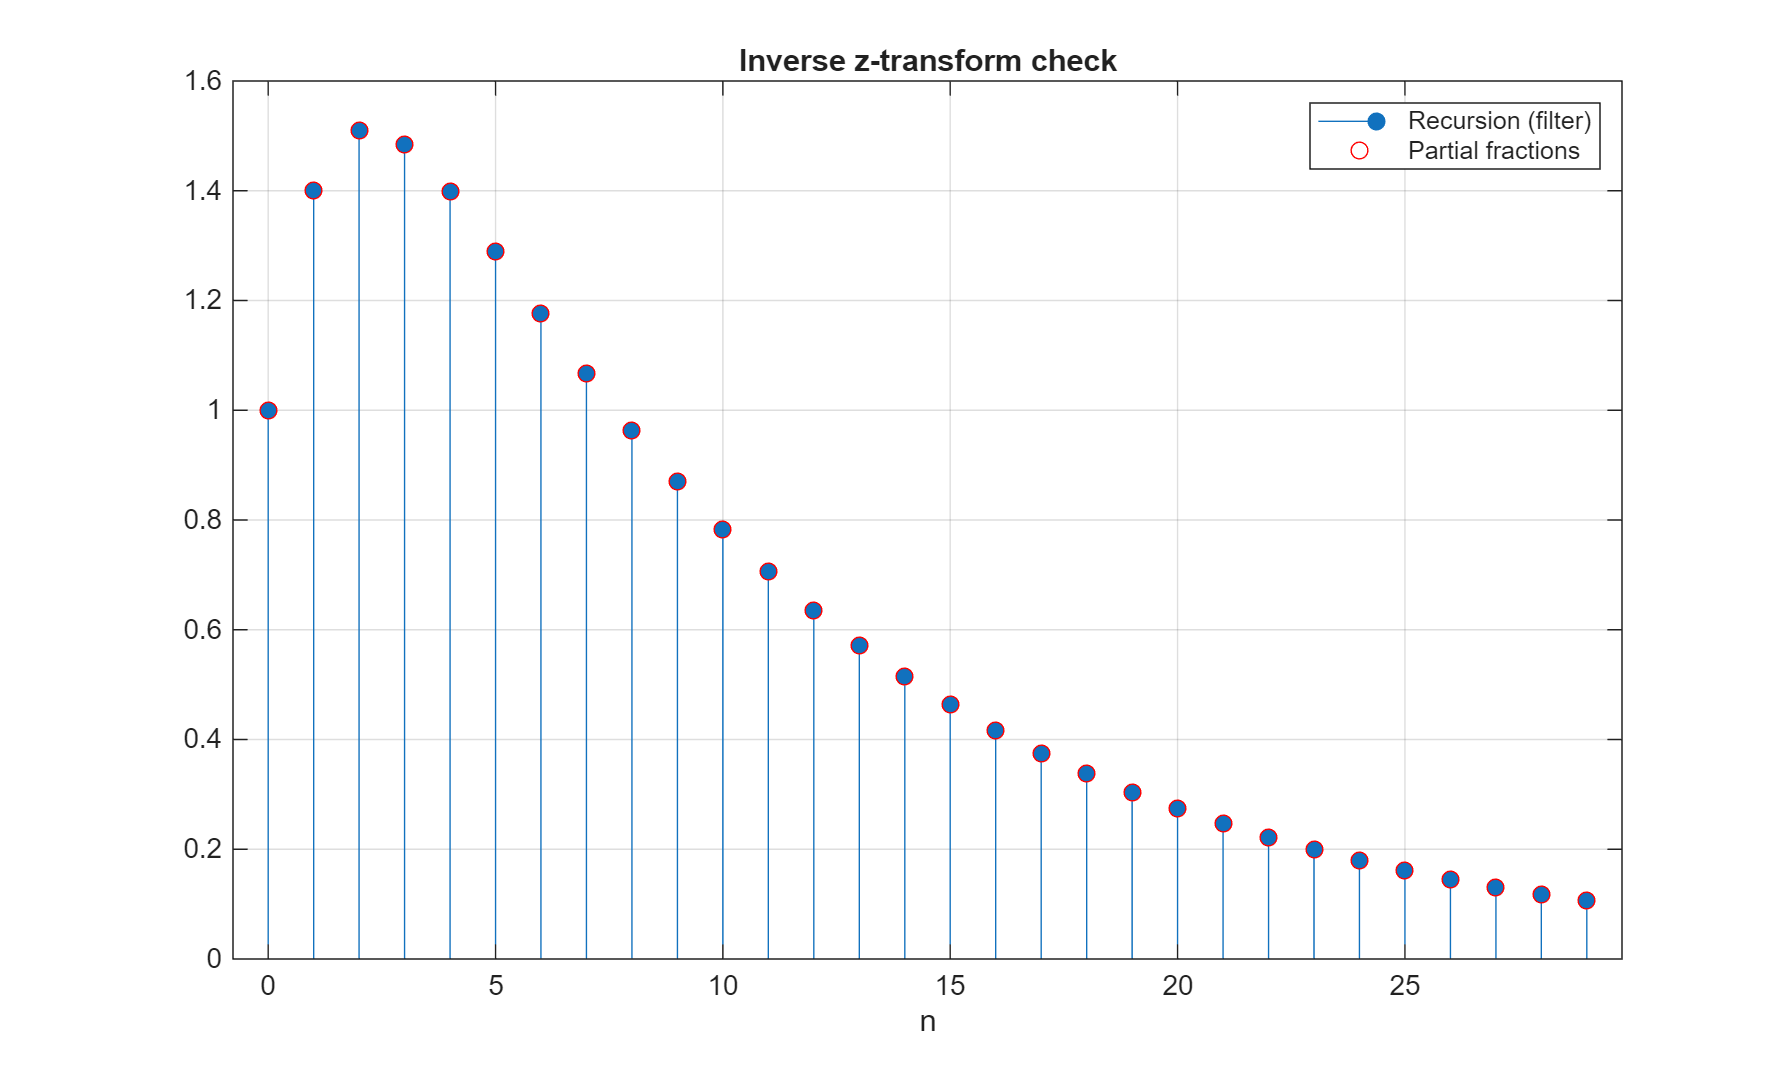 Inverse z-transform check
Recursion (filter)
Partial fractions
1.6
1.4
1.2
1
0.8
0.6
0.4
0.2
0
0 5 10 15 20 25
n